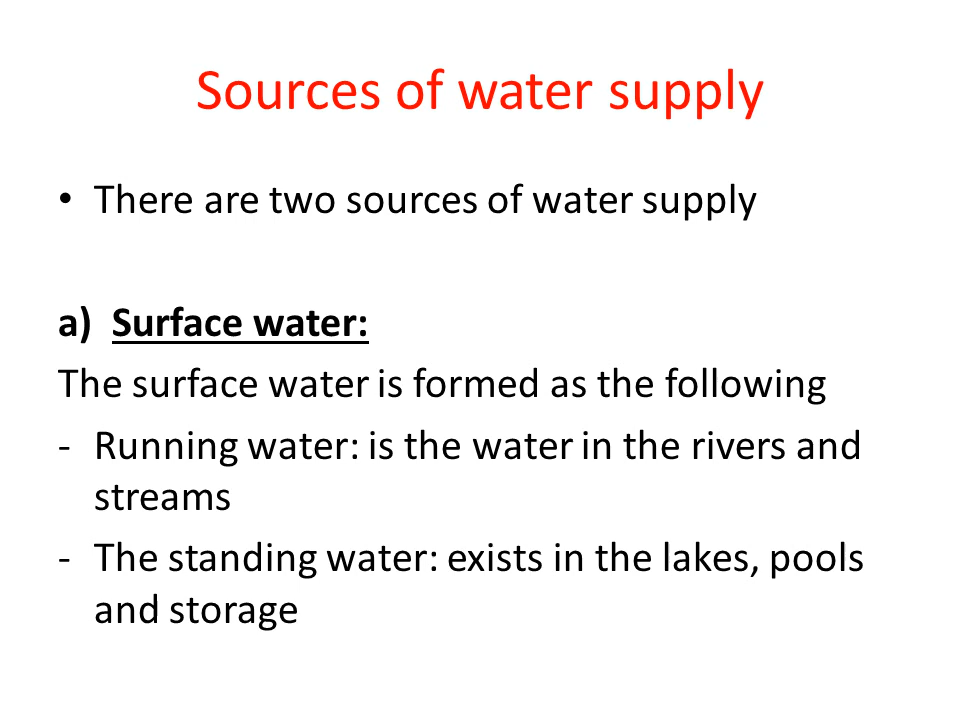 Sources of water supply
• There are two sources of water supply
a) Surface water:
The surface water is formed as the following
- Running water: is the water in the rivers and
streams
- The standing water: exists in the lakes, pools
and storage